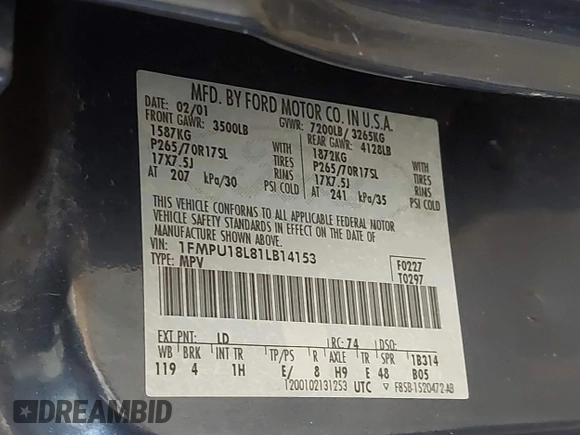 MFD. BY FORD MOTOR CO. IN U.S.A.
DATE: 02/01 GVWR: 7200LB/ 3265KG
FRONT GAWR: 3500LB REAR GAWR: 4128LB
1587KG WITH 1872KG WITH
P265/70R17SL TIRES P265/70R17SL TIRES
17X7.5J RIMS 17X7.5J RIMS
AT 207 kPa/30 PSI COLD AT 241 kPa/35 PSI COLD
THIS VEHICLE CONFORMS TO ALL APPLICABLE FEDERAL MOTOR
VEHICLE SAFETY STANDARDS IN EFFECT ON THE DATE OF
MANUFACTURE SHOWN ABOVE.
VIN: 1FMPU18L81LB14153
TYPE: MPV
F0227
T0297
EXT PNT: LD RC: 74 DSO:
WB BRK INT TR TP/PS R AXLE TR SPR 1B314
119 4 1H E/ 8 H9 E 48 B05
1200102131253 UTC ▽ F85B-1520472-AB
DREAMBID